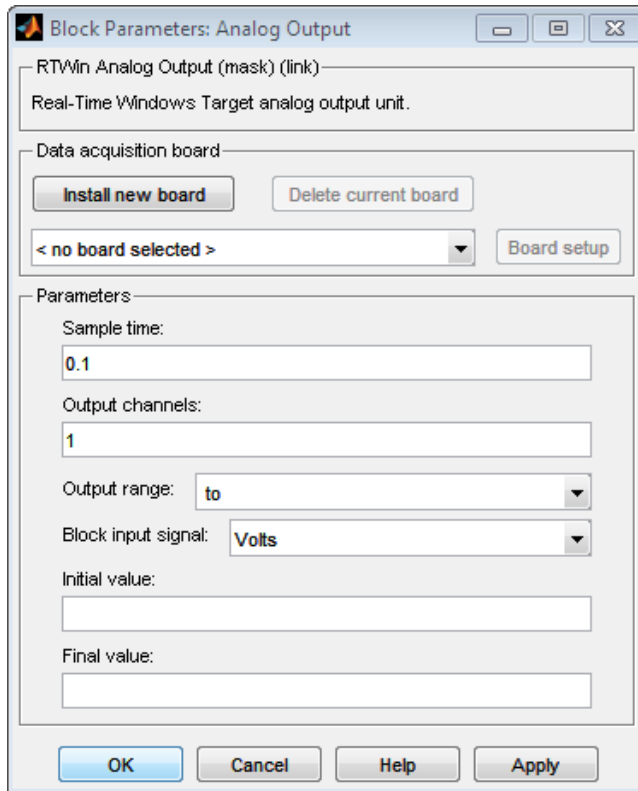 Block Parameters: Analog Output
RTWin Analog Output (mask) (link)
Real-Time Windows Target analog output unit.
Data acquisition board
Install new board Delete current board
< no board selected > Board setup
Parameters
Sample time:
0.1
Output channels:
1
Output range: to
Block input signal: Volts
Initial value:
Final value:
OK Cancel Help Apply